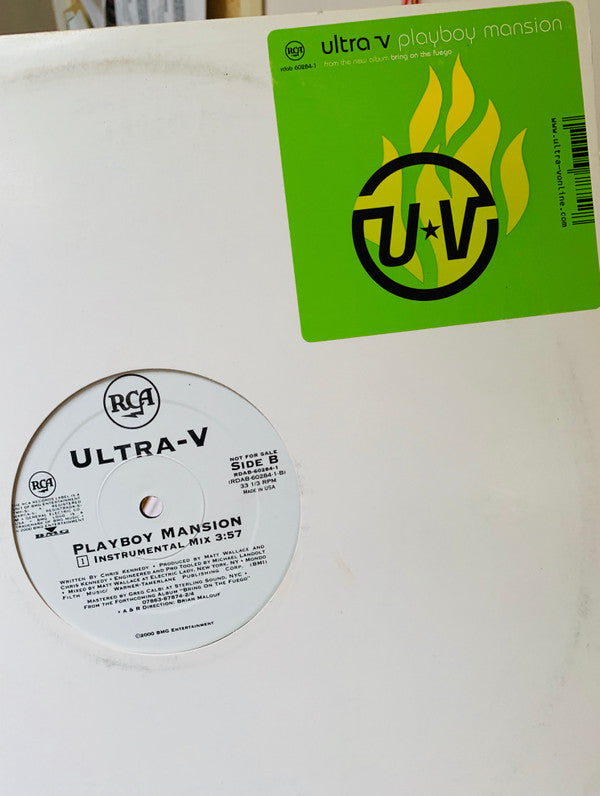 RCA
ultra v playboy mansion
rdab 60284-1
from the new album bring on the fuego
www.ultra-vonline.com
U★V
RCA
ULTRA-V
NOT FOR SALE
SIDE B
RDAB-60284-1
(RDAB-60284-1-B)
33 1/3 RPM
MADE IN USA
RCA
BMG
PLAYBOY MANSION
1 INSTRUMENTAL MIX 3:57
WRITTEN BY CHRIS KENNEDY • PRODUCED BY MATT WALLACE AND
CHRIS KENNEDY • ENGINEERED AND PRO TOOLED BY MICHAEL LANDOLT
• MIXED BY MATT WALLACE AT ELECTRIC LADY, NEW YORK, NY • MONDO
FILTH MUSIC/ WARNER-TAMERLANE PUBLISHING CORP. (BMI)
MASTERED BY GREG CALBI AT STERLING SOUND, NYC •
FROM THE FORTHCOMING ALBUM "BRING ON THE FUEGO"
07863-67874-2/4
• A & R DIRECTION: BRIAN MALOUF
©2000 BMG ENTERTAINMENT